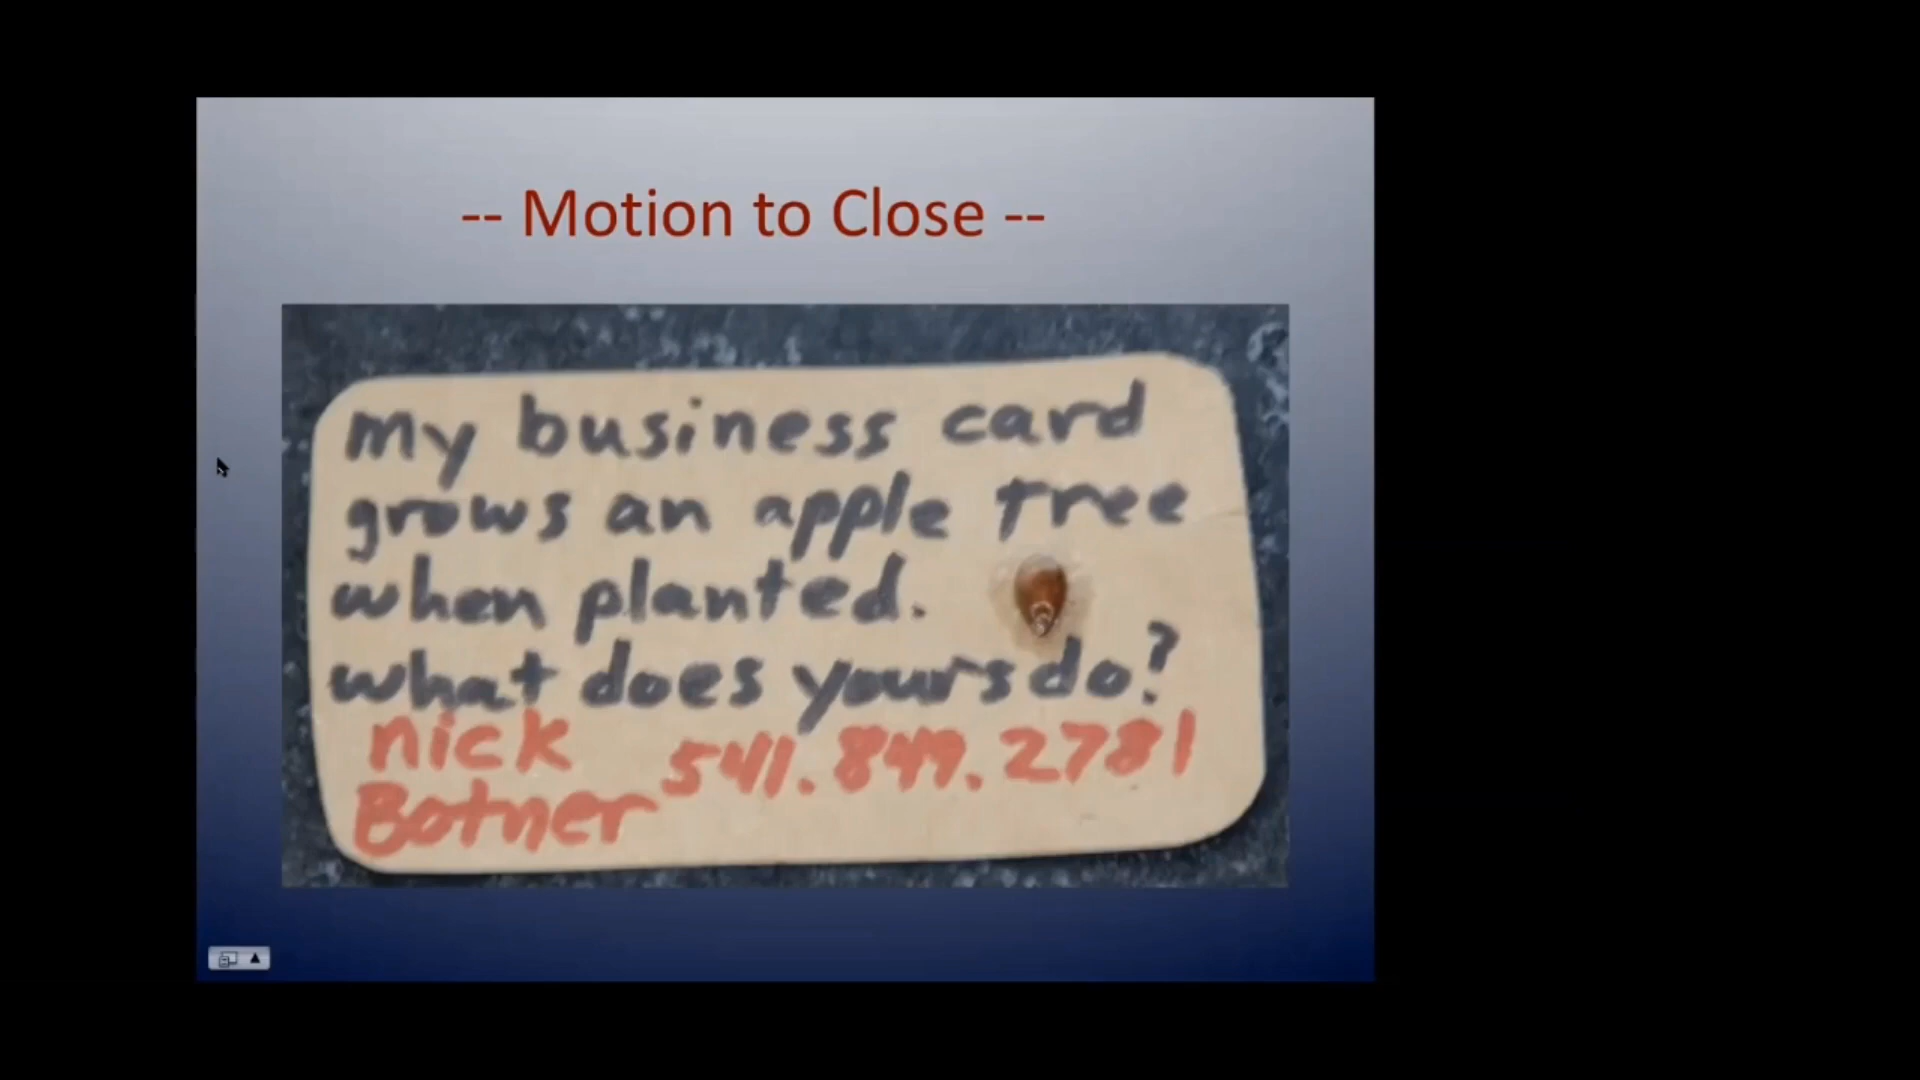 -- Motion to Close --
my business card
grows an apple tree
when planted.
what does yours do?
nick 541.849.2781
Botner